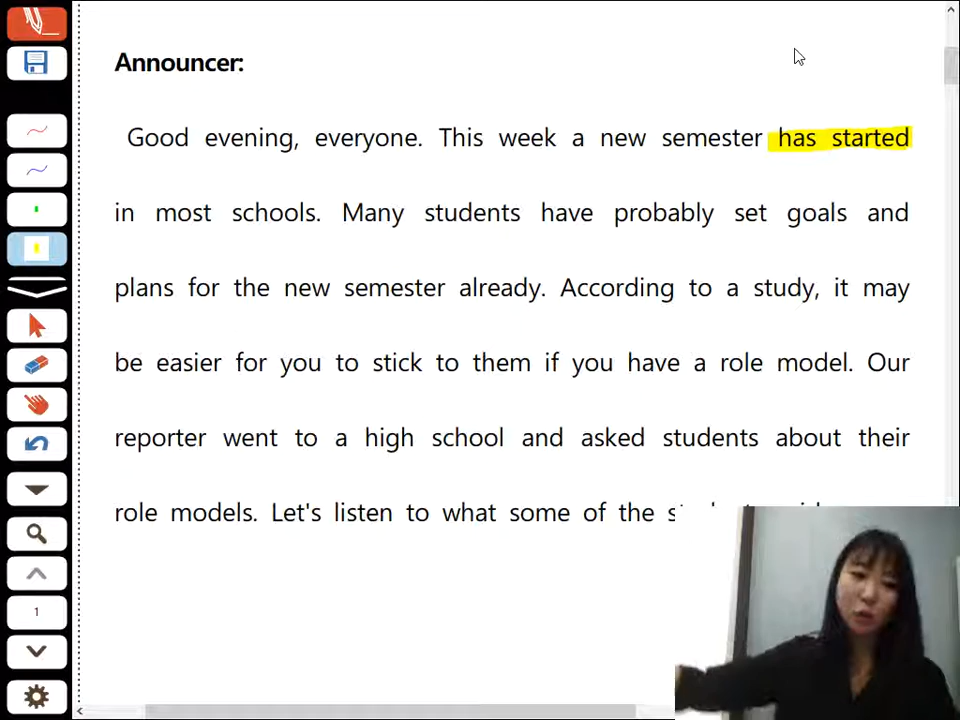 Announcer:
Good evening, everyone. This week a new semester has started
in most schools. Many students have probably set goals and
plans for the new semester already. According to a study, it may
be easier for you to stick to them if you have a role model. Our
reporter went to a high school and asked students about their
role models. Let's listen to what some of the
1